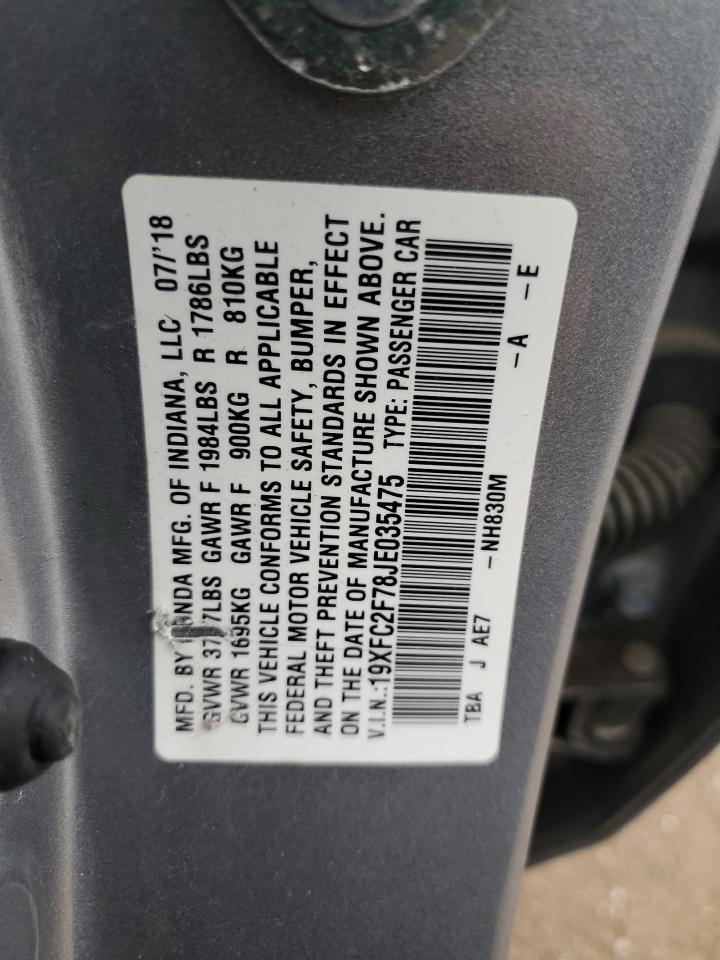 MFD. BY HONDA MFG. OF INDIANA, LLC 07/'18
GVWR GAWR F 1984LBS R 1786LBS
GVWR 1695KG GAWR F 900KG R 810KG
THIS VEHICLE CONFORMS TO ALL APPLICABLE
FEDERAL MOTOR VEHICLE SAFETY, BUMPER,
AND THEFT PREVENTION STANDARDS IN EFFECT
ON THE DATE OF MANUFACTURE SHOWN ABOVE.
V.I.N.:19XFC2F78JE035475 TYPE: PASSENGER CAR
TBA J AE7 -NH830M -A -E